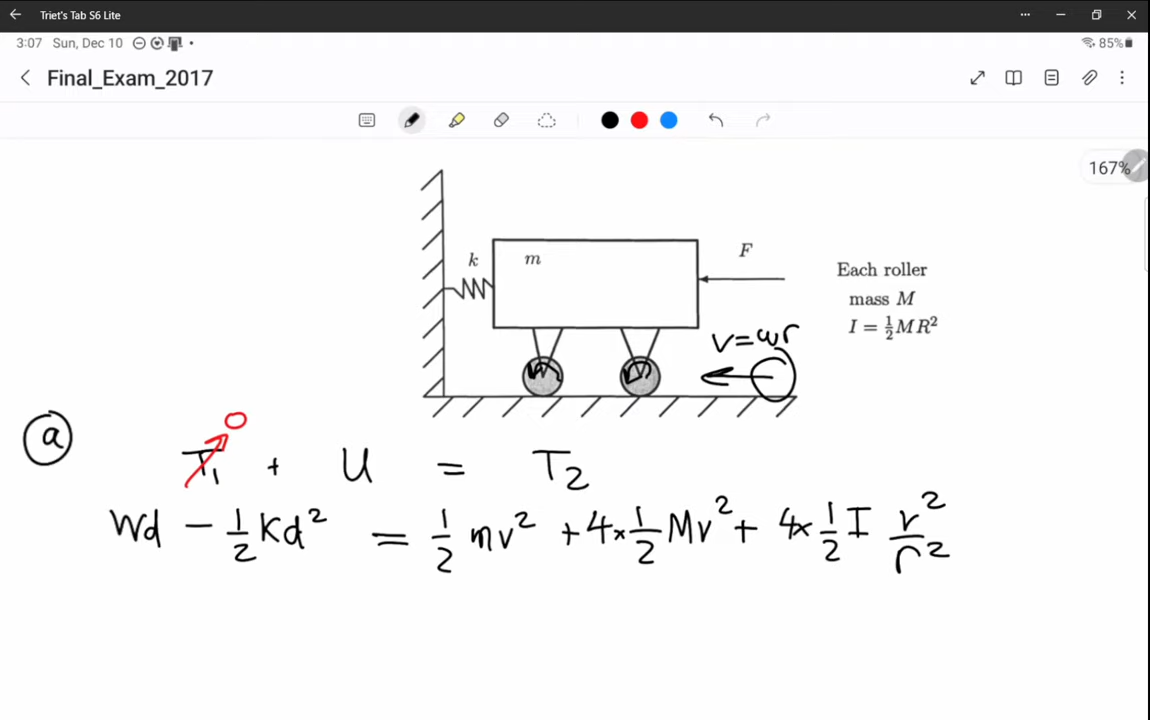 Triet's Tab S6 Lite
3:07 Sun, Dec 10 85%
Final_Exam_2017
167%
k
m
F
Each roller
mass M
I = ½MR²
v=ωr
a
T₁ + U = T₂
0
Wd - ½Kd² = ½mv² + 4×½Mv² + 4×½I v²/r²